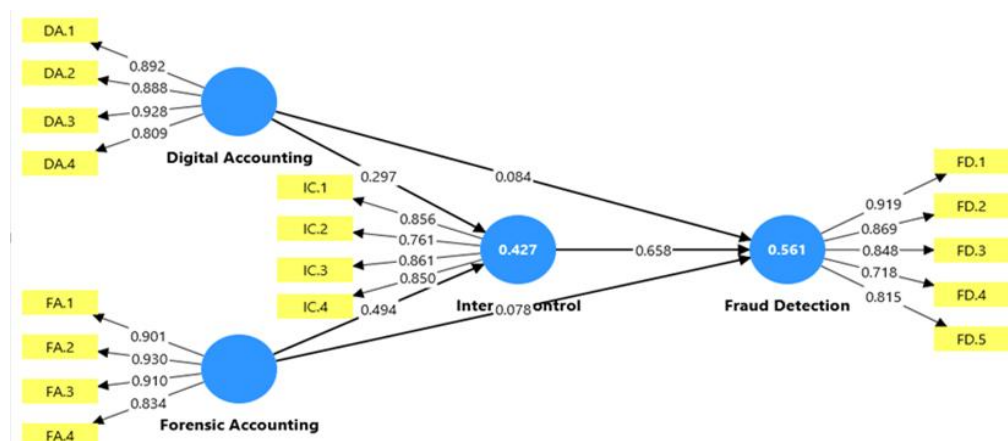 DA.1
DA.2
DA.3
DA.4
0.892
0.888
0.928
0.809
Digital Accounting
0.297
0.084
IC.1
IC.2
IC.3
IC.4
0.856
0.761
0.861
0.850
0.427
0.658
0.561
Inter ontrol
0.494
0.078
Fraud Detection
FD.1
FD.2
FD.3
FD.4
FD.5
0.919
0.869
0.848
0.718
0.815
FA.1
FA.2
FA.3
FA.4
0.901
0.930
0.910
0.834
Forensic Accounting